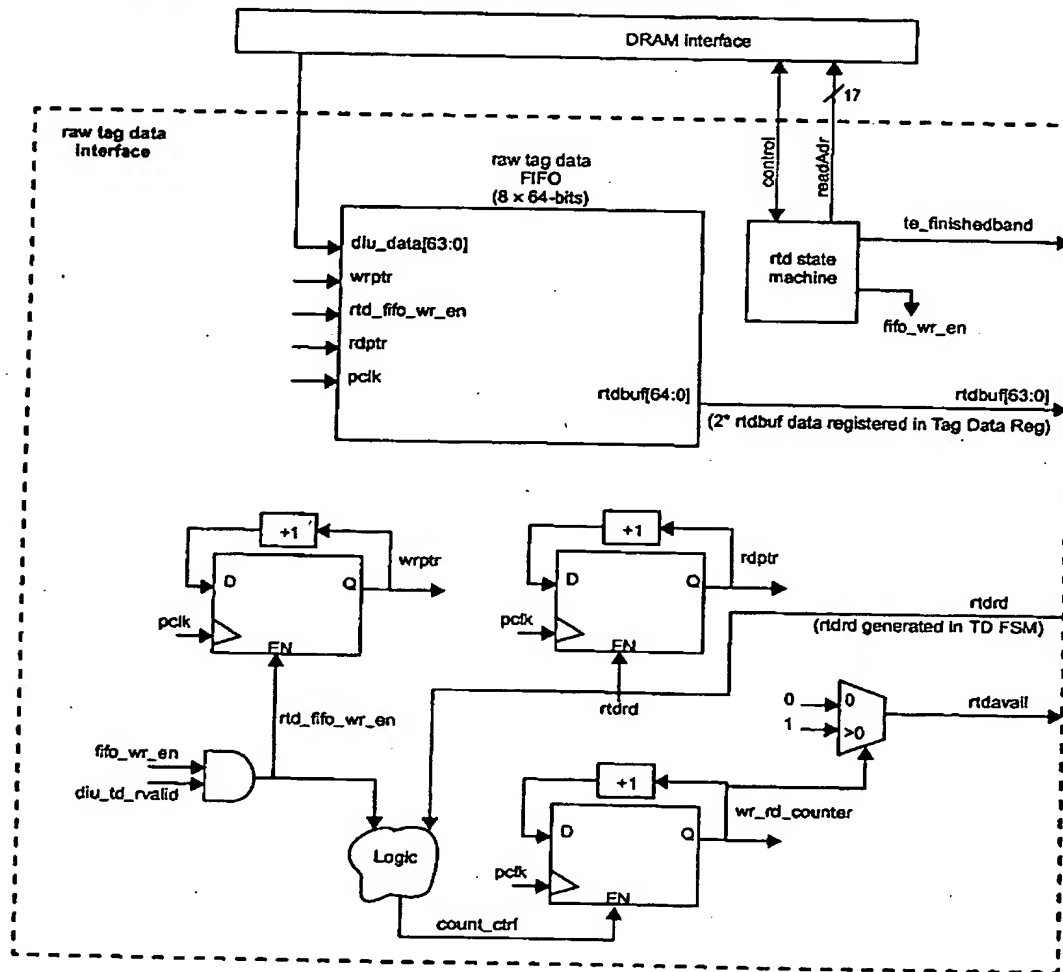 DRAM interface
17
raw tag data
interface
control
readAdr
raw tag data
FIFO
(8 × 64-bits)
diu_data[63:0]
wrptr
rtd_fifo_wr_en
rdptr
pclk
rtdbuf[64:0]
rtd state
machine
te_finishedband
fifo_wr_en
rtdbuf[63:0]
(2* rtdbuf data registered in Tag Data Reg)
+1
wrptr
D
Q
pclk
EN
+1
rdptr
D
Q
pclk
EN
rtdrd
(rtdrd generated in TD FSM)
rtdrd
rtd_fifo_wr_en
0
0
1
>0
rtdavail
fifo_wr_en
diu_td_rvalid
Logic
+1
wr_rd_counter
D
Q
pclk
EN
count_ctrl